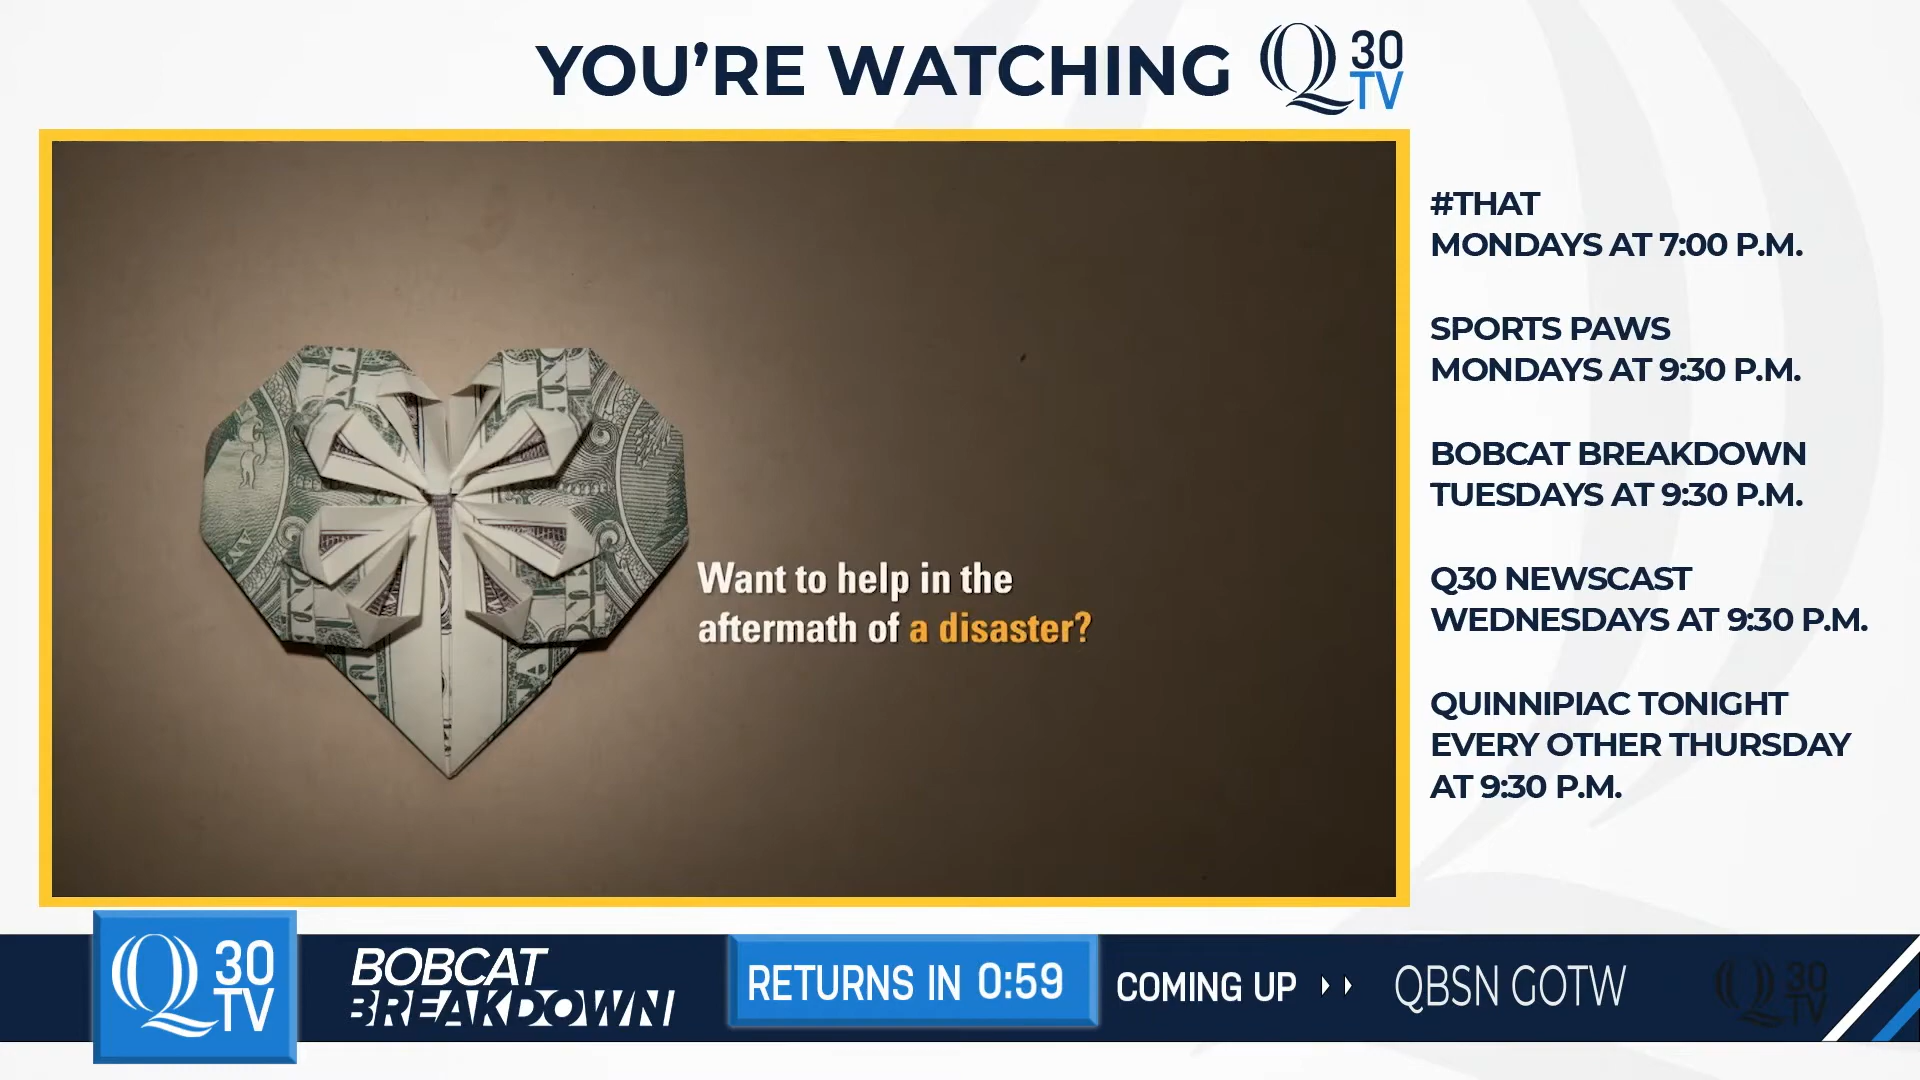 YOU'RE WATCHING Q 30 TV
Want to help in the
aftermath of a disaster?
#THAT
MONDAYS AT 7:00 P.M.
SPORTS PAWS
MONDAYS AT 9:30 P.M.
BOBCAT BREAKDOWN
TUESDAYS AT 9:30 P.M.
Q30 NEWSCAST
WEDNESDAYS AT 9:30 P.M.
QUINNIPIAC TONIGHT
EVERY OTHER THURSDAY
AT 9:30 P.M.
Q 30 TV
BOBCAT
BREAKDOWN
RETURNS IN 0:59
COMING UP
QBSN GOTW
Q 30 TV